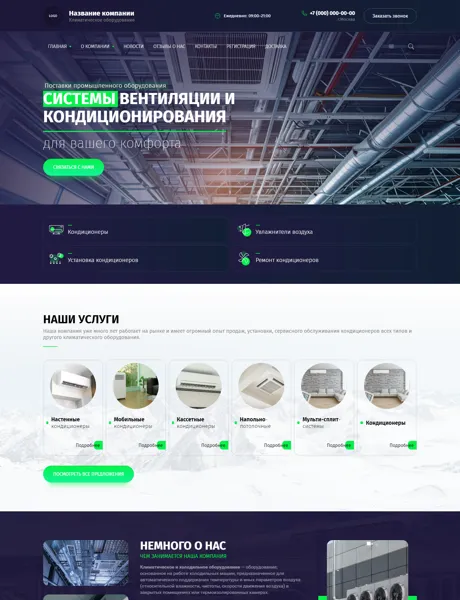 LOGO
Название компании
Климатическое оборудование
Ежедневно: 09:00-21:00
+7 (000) 000-00-00
г.Москва
Заказать звонок
ГЛАВНАЯ
О КОМПАНИИ
НОВОСТИ
ОТЗЫВЫ О НАС
КОНТАКТЫ
РЕГИСТРАЦИЯ
ДОСТАВКА
Поставки промышленного оборудования
СИСТЕМЫ ВЕНТИЛЯЦИИ И
КОНДИЦИОНИРОВАНИЯ
для вашего комфорта
СВЯЗАТЬСЯ С НАМИ
Кондиционеры
Увлажнители воздуха
Установка кондиционеров
Ремонт кондиционеров
НАШИ УСЛУГИ
Наша компания уже много лет работает на рынке и имеет огромный опыт продаж, установки, сервисного обслуживания кондиционеров всех типов и
другого климатического оборудования.
Настенные
кондиционеры
Подробнее
Мобильные
кондиционеры
Подробнее
Кассетные
кондиционеры
Подробнее
Напольно-
потолочные
Подробнее
Мульти-сплит-
системы
Подробнее
Кондиционеры
Подробнее
ПОСМОТРЕТЬ ВСЕ ПРЕДЛОЖЕНИЯ
НЕМНОГО О НАС
ЧЕМ ЗАНИМАЕТСЯ НАША КОМПАНИЯ
Климатическое и холодильное оборудование — оборудование,
основанное на работе холодильных машин, предназначенное для
автоматического поддержания температуры и иных параметров воздуха
(относительной влажности, чистоты, скорости движения воздуха) в
закрытых помещениях или термоизолированных камерах.